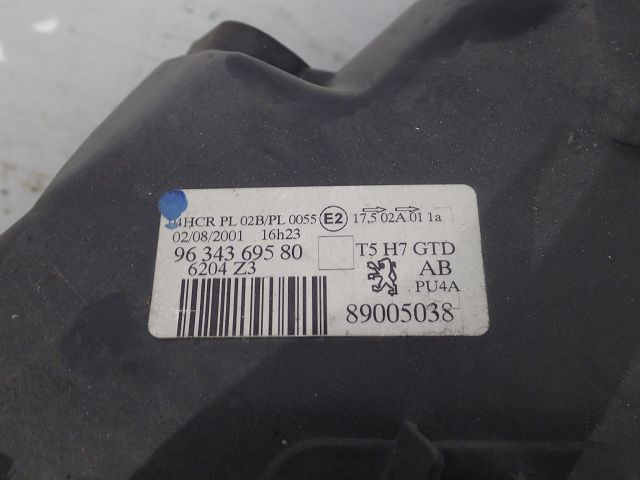 4HCR PL 02B/PL 0055 E2 17,5 02A 01 1a
02/08/2001 16h23
96 343 695 80 T5 H7 GTD
6204 Z3 AB
PU4A
89005038